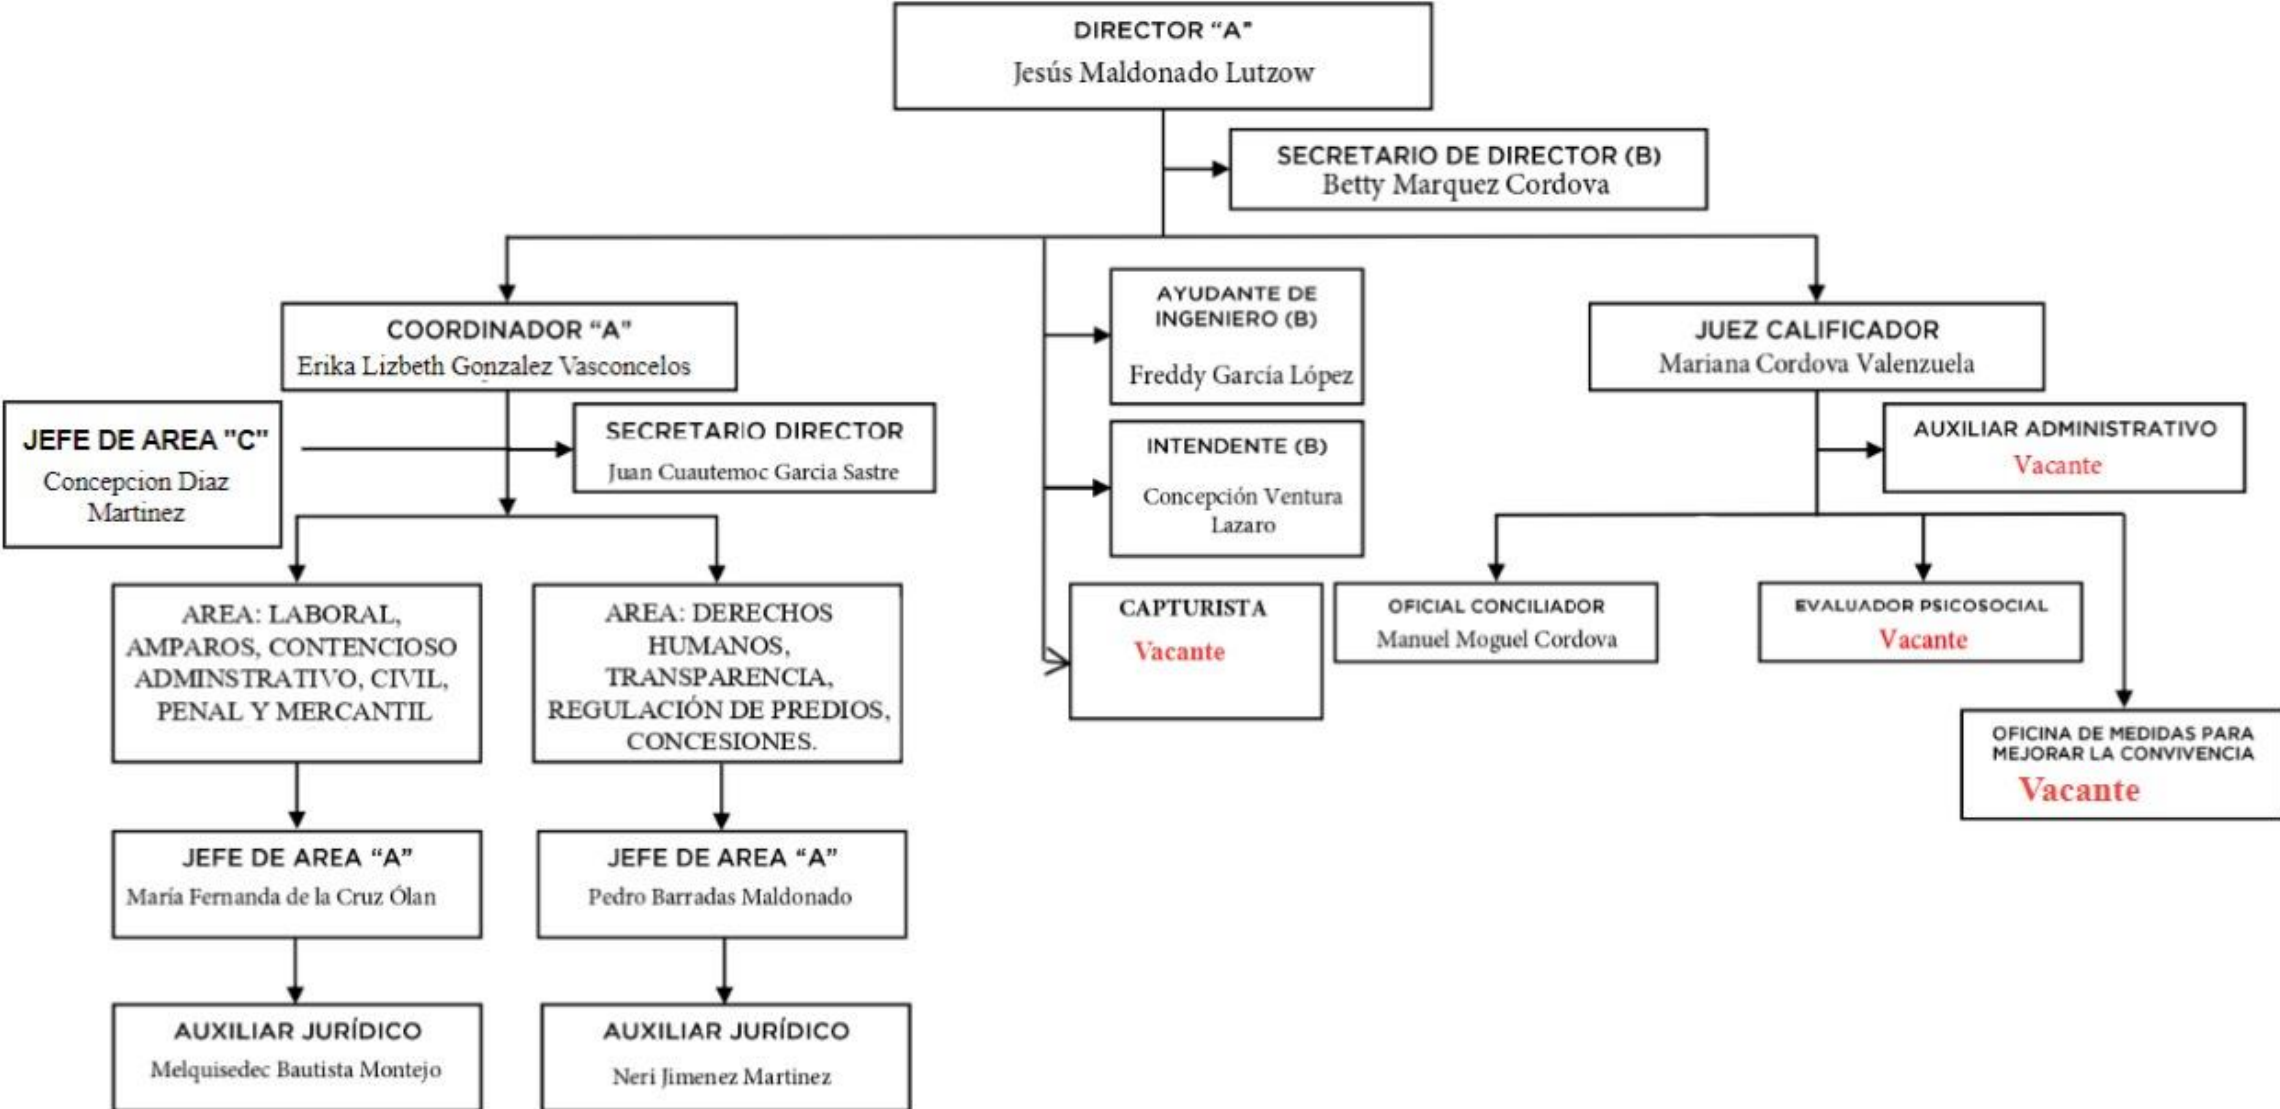 DIRECTOR “A”
Jesús Maldonado Lutzow
SECRETARIO DE DIRECTOR (B)
Betty Marquez Cordova
COORDINADOR “A”
Erika Lizbeth Gonzalez Vasconcelos
AYUDANTE DE
INGENIERO (B)
Freddy García López
JUEZ CALIFICADOR
Mariana Cordova Valenzuela
JEFE DE AREA "C"
Concepcion Diaz
Martinez
SECRETARIO DIRECTOR
Juan Cuautemoc Garcia Sastre
INTENDENTE (B)
Concepción Ventura
Lazaro
AUXILIAR ADMINISTRATIVO
Vacante
AREA: LABORAL,
AMPAROS, CONTENCIOSO
ADMINSTRATIVO, CIVIL,
PENAL Y MERCANTIL
AREA: DERECHOS
HUMANOS,
TRANSPARENCIA,
REGULACIÓN DE PREDIOS,
CONCESIONES.
CAPTURISTA
Vacante
OFICIAL CONCILIADOR
Manuel Moguel Cordova
EVALUADOR PSICOSOCIAL
Vacante
OFICINA DE MEDIDAS PARA
MEJORAR LA CONVIVENCIA
Vacante
JEFE DE AREA “A”
María Fernanda de la Cruz Ólan
JEFE DE AREA “A”
Pedro Barradas Maldonado
AUXILIAR JURÍDICO
Melquisedec Bautista Montejo
AUXILIAR JURÍDICO
Neri Jimenez Martinez